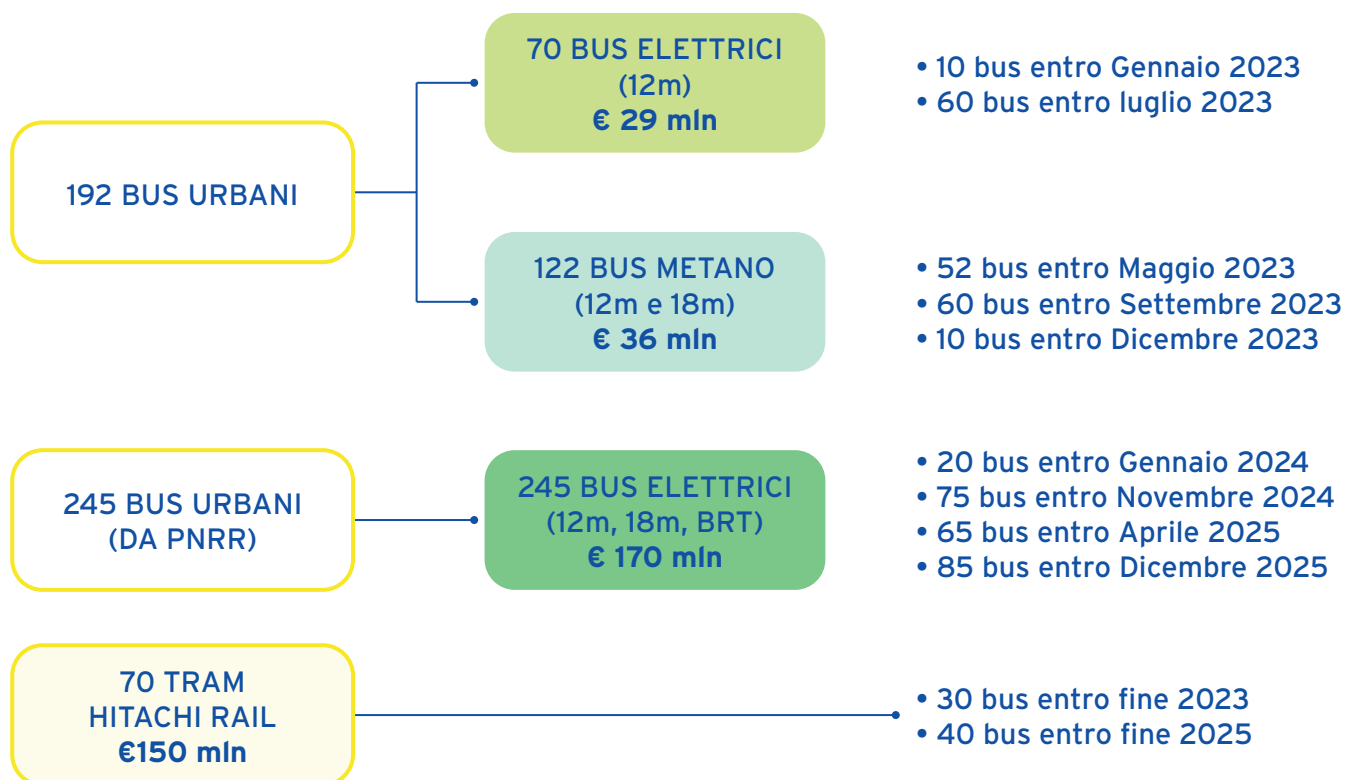 192 BUS URBANI
70 BUS ELETTRICI
(12m)
€ 29 mln
• 10 bus entro Gennaio 2023
• 60 bus entro luglio 2023
122 BUS METANO
(12m e 18m)
€ 36 mln
• 52 bus entro Maggio 2023
• 60 bus entro Settembre 2023
• 10 bus entro Dicembre 2023
245 BUS URBANI
(DA PNRR)
245 BUS ELETTRICI
(12m, 18m, BRT)
€ 170 mln
• 20 bus entro Gennaio 2024
• 75 bus entro Novembre 2024
• 65 bus entro Aprile 2025
• 85 bus entro Dicembre 2025
70 TRAM
HITACHI RAIL
€150 mln
• 30 bus entro fine 2023
• 40 bus entro fine 2025